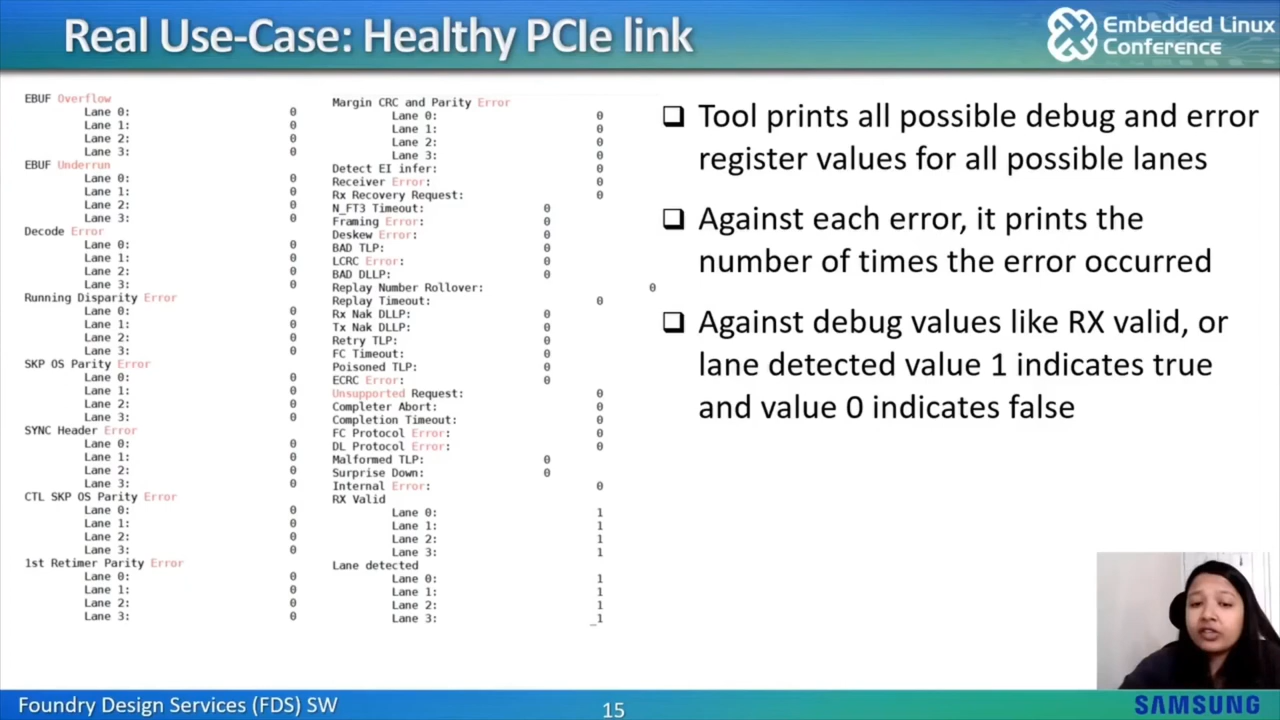 Real Use-Case: Healthy PCIe link
Embedded Linux
Conference
EBUF Overflow
Lane 0: 0
Lane 1: 0
Lane 2: 0
Lane 3: 0
EBUF Underrun
Lane 0: 0
Lane 1: 0
Lane 2: 0
Lane 3: 0
Decode Error
Lane 0: 0
Lane 1: 0
Lane 2: 0
Lane 3: 0
Running Disparity Error
Lane 0: 0
Lane 1: 0
Lane 2: 0
Lane 3: 0
SKP OS Parity Error
Lane 0: 0
Lane 1: 0
Lane 2: 0
Lane 3: 0
SYNC Header Error
Lane 0: 0
Lane 1: 0
Lane 2: 0
Lane 3: 0
CTL SKP OS Parity Error
Lane 0: 0
Lane 1: 0
Lane 2: 0
Lane 3: 0
1st Retimer Parity Error
Lane 0: 0
Lane 1: 0
Lane 2: 0
Lane 3: 0
Margin CRC and Parity Error
Lane 0: 0
Lane 1: 0
Lane 2: 0
Lane 3: 0
Detect EI infer: 0
Receiver Error: 0
Rx Recovery Request: 0
N_FT3 Timeout: 0
Framing Error: 0
Deskew Error: 0
BAD TLP: 0
LCRC Error: 0
BAD DLLP: 0
Replay Number Rollover: 0
Replay Timeout: 0
Rx Nak DLLP: 0
Tx Nak DLLP: 0
Retry TLP: 0
FC Timeout: 0
Poisoned TLP: 0
ECRC Error: 0
Unsupported Request: 0
Completer Abort: 0
Completion Timeout: 0
FC Protocol Error: 0
DL Protocol Error: 0
Malformed TLP: 0
Surprise Down: 0
Internal Error: 0
RX Valid
Lane 0: 1
Lane 1: 1
Lane 2: 1
Lane 3: 1
Lane detected
Lane 0: 1
Lane 1: 1
Lane 2: 1
Lane 3: _1
Tool prints all possible debug and error
register values for all possible lanes
Against each error, it prints the
number of times the error occurred
Against debug values like RX valid, or
lane detected value 1 indicates true
and value 0 indicates false
Foundry Design Services (FDS) SW
15
SAMSUNG